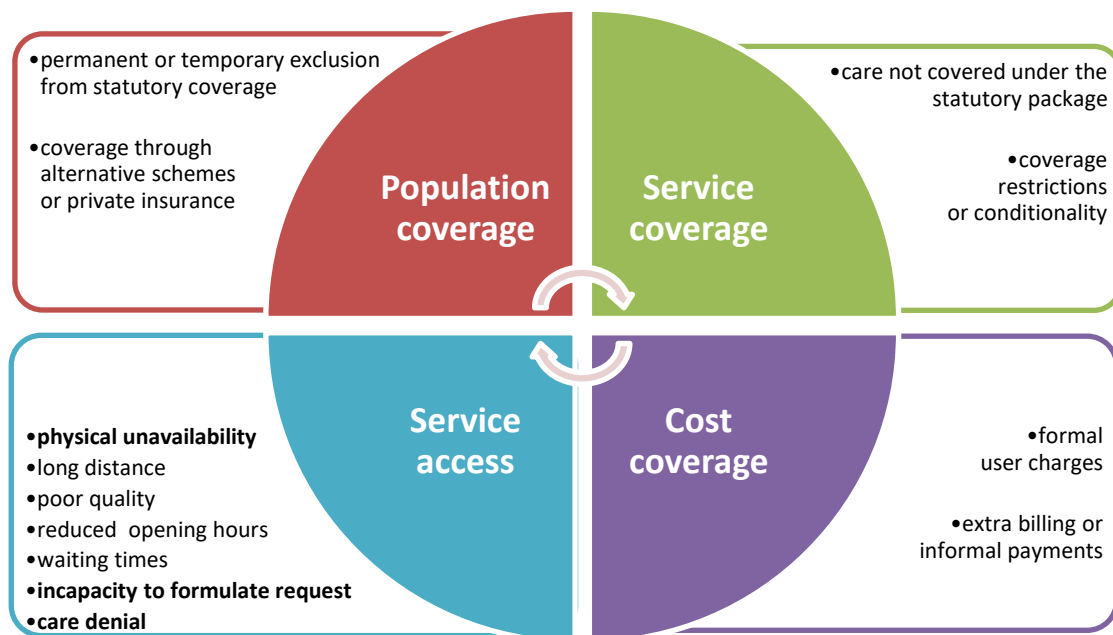 •permanent or temporary exclusion
from statutory coverage
•coverage through
alternative schemes
or private insurance
Population
coverage
Service
coverage
•care not covered under the
statutory package
•coverage
restrictions
or conditionality
•physical unavailability
•long distance
•poor quality
•reduced opening hours
•waiting times
•incapacity to formulate request
•care denial
Service
access
Cost
coverage
•formal
user charges
•extra billing or
informal payments